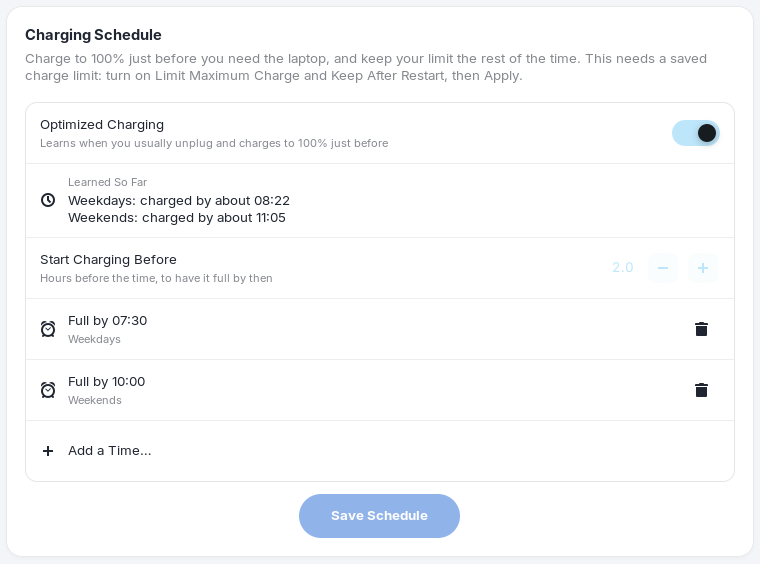 Charging Schedule
Charge to 100% just before you need the laptop, and keep your limit the rest of the time. This needs a saved
charge limit: turn on Limit Maximum Charge and Keep After Restart, then Apply.
Optimized Charging
Learns when you usually unplug and charges to 100% just before
Learned So Far
Weekdays: charged by about 08:22
Weekends: charged by about 11:05
Start Charging Before
Hours before the time, to have it full by then
2.0
Full by 07:30
Weekdays
Full by 10:00
Weekends
Add a Time...
Save Schedule